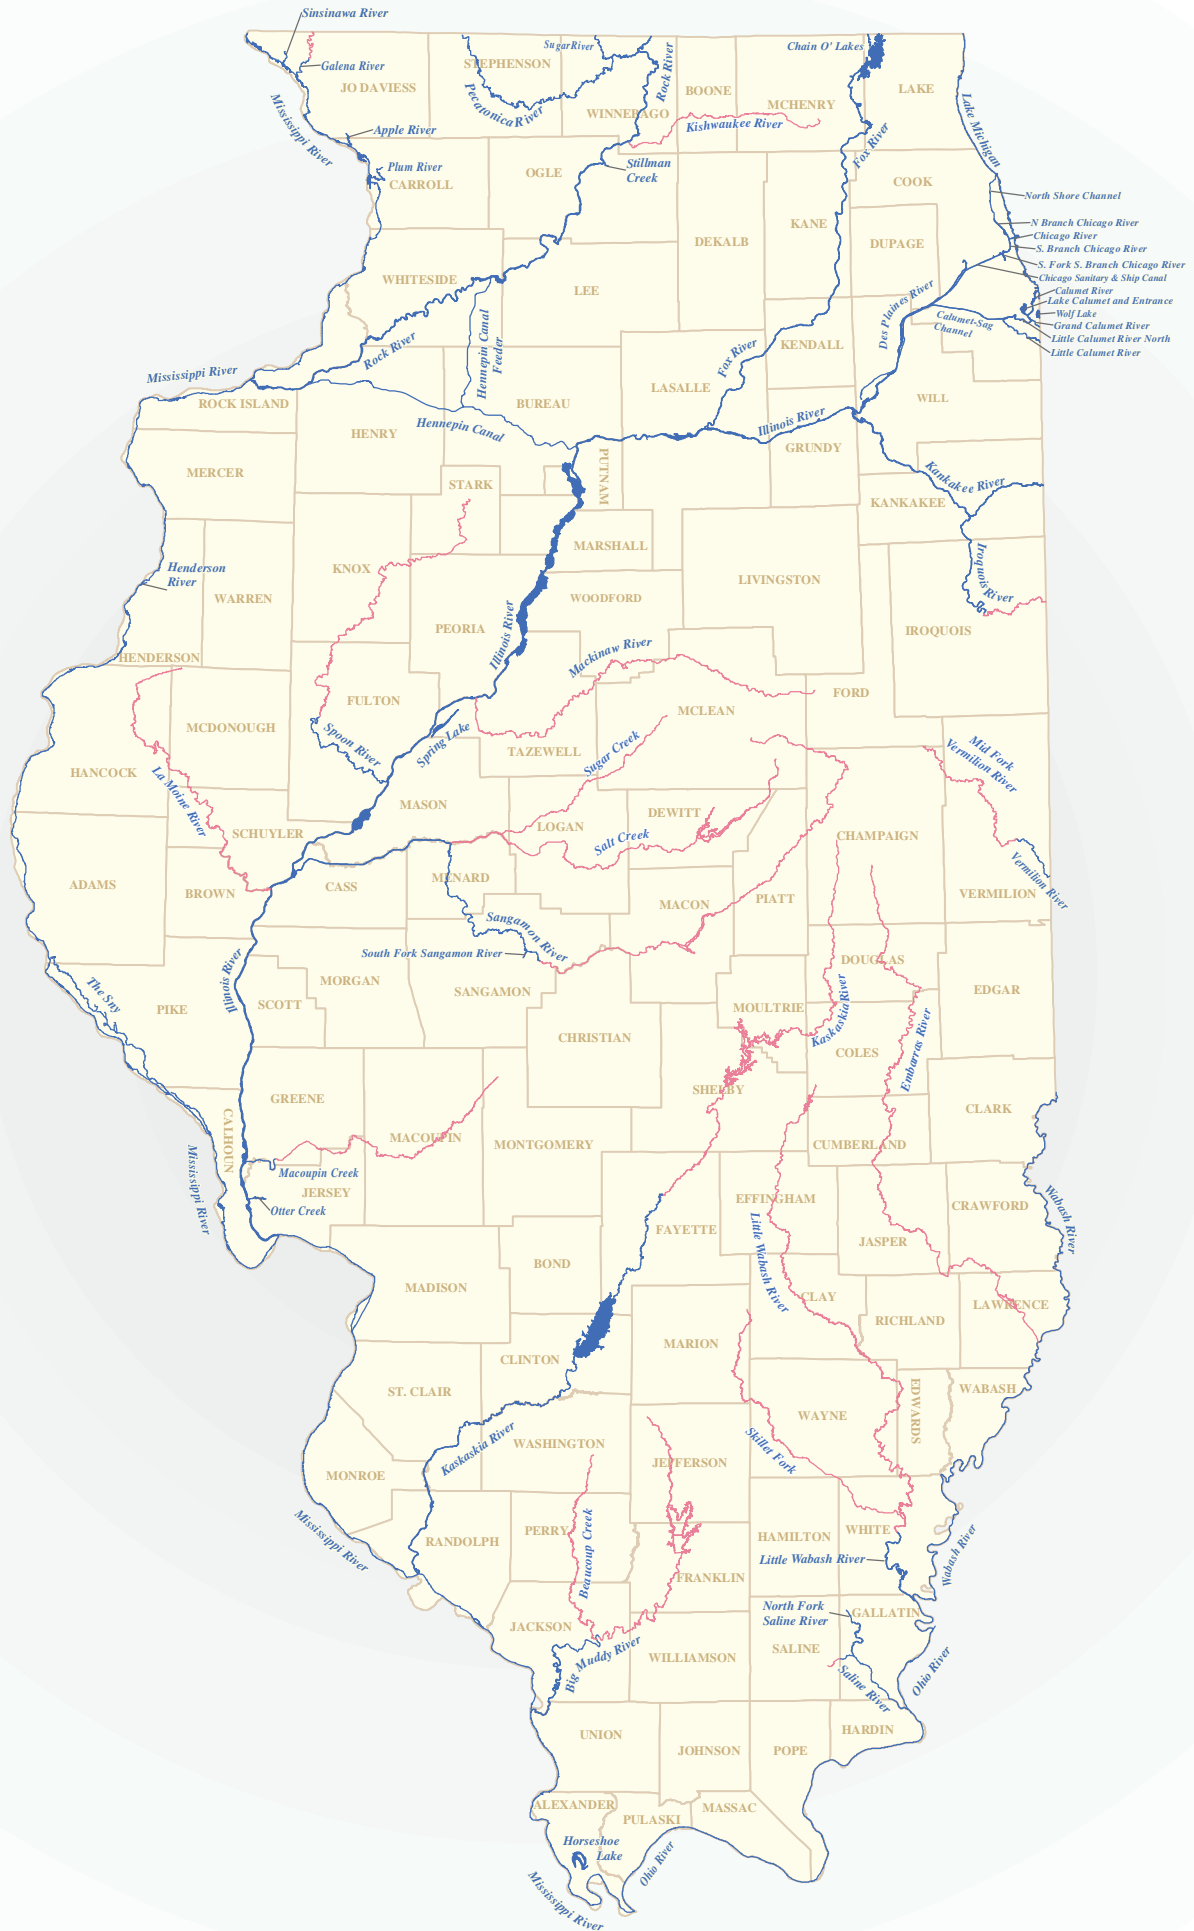 Sinsinawa River
Galena River
JO DAVIESS
Mississippi River
Apple River
Plum River
CARROLL
STEPHENSON
Pecatonica River
SugarRiver
WINNEBAGO
Rock River
BOONE
MCHENRY
Kishwaukee River
Chain O' Lakes
LAKE
Lake Michigan
Fox River
Stillman
Creek
OGLE
DEKALB
KANE
COOK
DUPAGE
North Shore Channel
N Branch Chicago River
Chicago River
S. Branch Chicago River
S. Fork S. Branch Chicago River
Chicago Sanitary & Ship Canal
Calumet River
Lake Calumet and Entrance
Wolf Lake
Grand Calumet River
Little Calumet River North
Little Calumet River
Calumet-Sag
Channel
Des Plaines River
WHITESIDE
LEE
Rock River
Hennepin Canal
Feeder
Mississippi River
ROCK ISLAND
HENRY
BUREAU
Hennepin Canal
LASALLE
Fox River
KENDALL
WILL
Illinois River
GRUNDY
MERCER
STARK
PUTNAM
KANKAKEE
Kankakee River
Iroquois River
IROQUOIS
MARSHALL
LIVINGSTON
Henderson
River
WARREN
HENDERSON
KNOX
PEORIA
WOODFORD
Illinois River
Mackinaw River
FULTON
MCLEAN
FORD
MCDONOUGH
Spoon River
Spring Lake
TAZEWELL
Sugar Creek
Mid Fork
Vermilion River
HANCOCK
La Moine River
SCHUYLER
MASON
LOGAN
DEWITT
Salt Creek
CHAMPAIGN
Vermilion River
VERMILION
ADAMS
BROWN
CASS
MENARD
MACON
PIATT
Sangamon River
South Fork Sangamon River
Illinois River
The Sny
PIKE
SCOTT
MORGAN
SANGAMON
CHRISTIAN
MOULTRIE
DOUGLAS
EDGAR
Kaskaskia River
COLES
Embarras River
SHELBY
GREENE
CALHOUN
MACOUPIN
MONTGOMERY
CUMBERLAND
CLARK
Mississippi River
Macoupin Creek
JERSEY
Otter Creek
FAYETTE
EFFINGHAM
Little Wabash River
JASPER
CRAWFORD
Wabash River
MADISON
BOND
CLAY
RICHLAND
LAWRENCE
CLINTON
MARION
ST. CLAIR
WAYNE
EDWARDS
WABASH
Kaskaskia River
WASHINGTON
JEFFERSON
Skillet Fork
MONROE
Mississippi River
RANDOLPH
PERRY
Beaucoup Creek
HAMILTON
WHITE
Little Wabash River
Wabash River
FRANKLIN
JACKSON
Big Muddy River
WILLIAMSON
North Fork
Saline River
GALLATIN
SALINE
Saline River
Ohio River
UNION
JOHNSON
POPE
HARDIN
ALEXANDER
PULASKI
MASSAC
Horseshoe
Lake
Ohio River
Mississippi River